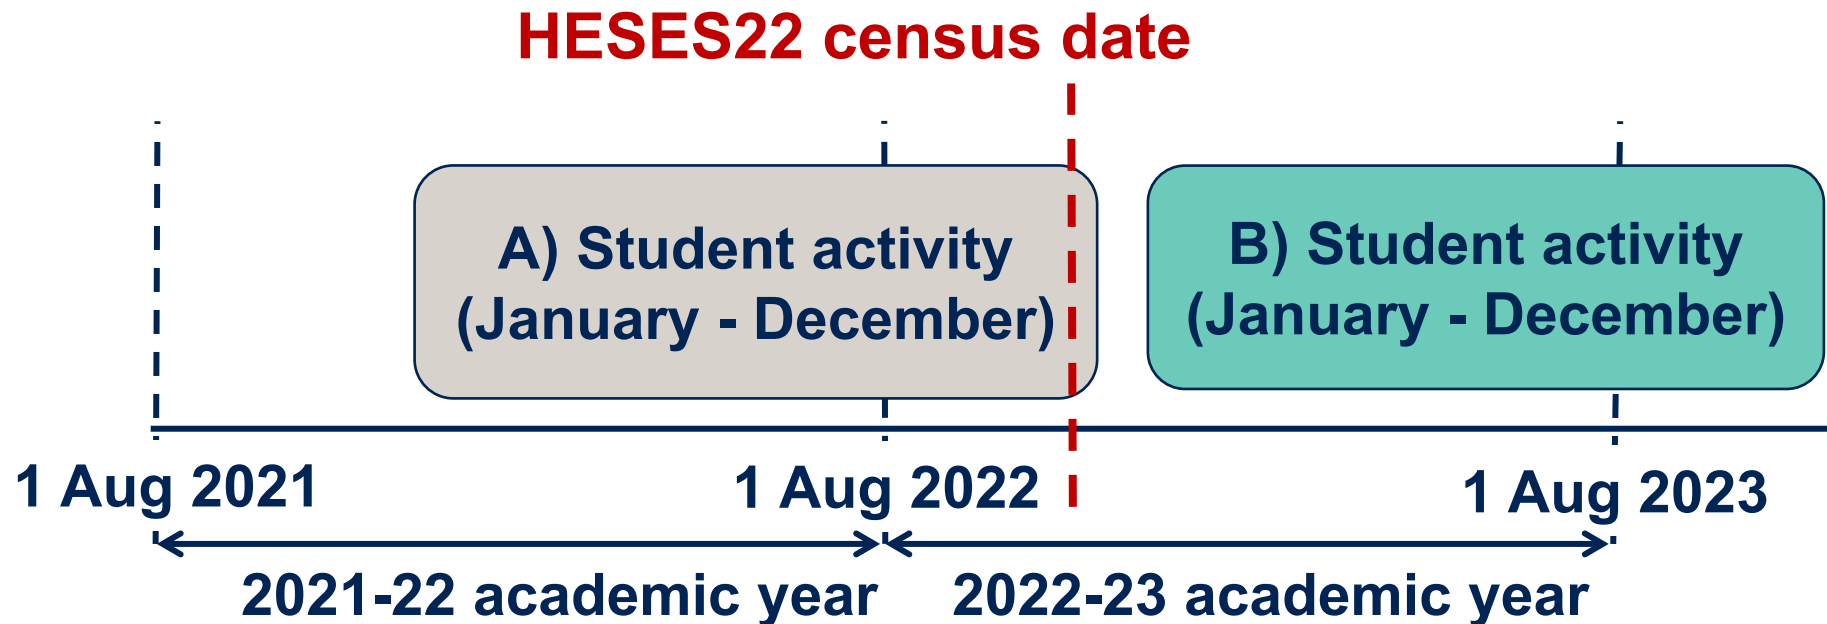 HESES22 census date
A) Student activity
(January - December)
B) Student activity
(January - December)
1 Aug 2021
1 Aug 2022
1 Aug 2023
2021-22 academic year
2022-23 academic year